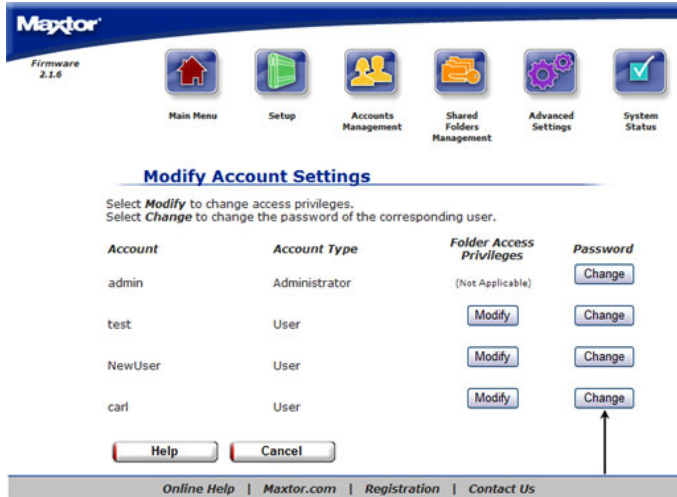 Maxtor
Firmware
2.1.6
Main Menu
Setup
Accounts
Management
Shared
Folders
Management
Advanced
Settings
System
Status
Modify Account Settings
Select Modify to change access privileges.
Select Change to change the password of the corresponding user.
Account Account Type Folder Access Privileges Password
admin Administrator (Not Applicable) Change
test User Modify Change
NewUser User Modify Change
carl User Modify Change
Help Cancel
Online Help | Maxtor.com | Registration | Contact Us